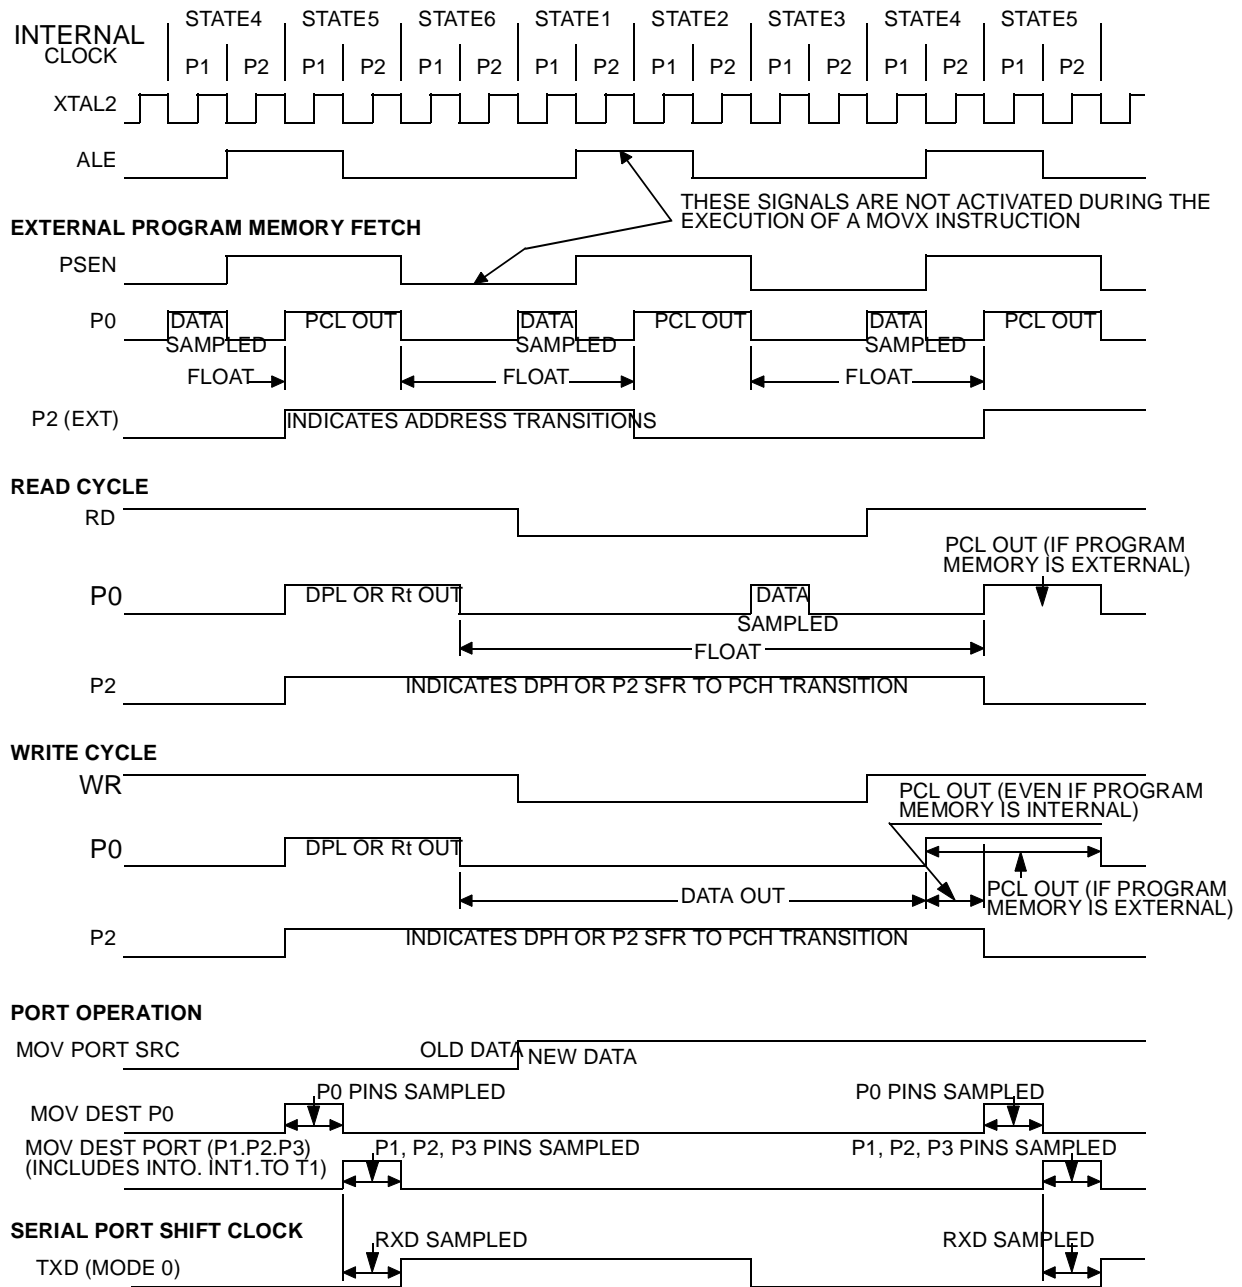 INTERNAL
CLOCK
STATE4 STATE5 STATE6 STATE1 STATE2 STATE3 STATE4 STATE5
P1 P2 P1 P2 P1 P2 P1 P2 P1 P2 P1 P2 P1 P2 P1 P2
XTAL2
ALE
THESE SIGNALS ARE NOT ACTIVATED DURING THE
EXECUTION OF A MOVX INSTRUCTION
EXTERNAL PROGRAM MEMORY FETCH
PSEN
P0
DATA PCL OUT DATA PCL OUT DATA PCL OUT
SAMPLED SAMPLED SAMPLED
FLOAT FLOAT FLOAT
P2 (EXT)
INDICATES ADDRESS TRANSITIONS
READ CYCLE
RD
PCL OUT (IF PROGRAM
MEMORY IS EXTERNAL)
P0
DPL OR Rt OUT
DATA
SAMPLED
FLOAT
P2
INDICATES DPH OR P2 SFR TO PCH TRANSITION
WRITE CYCLE
WR
PCL OUT (EVEN IF PROGRAM
MEMORY IS INTERNAL)
P0
DPL OR Rt OUT
DATA OUT
PCL OUT (IF PROGRAM
MEMORY IS EXTERNAL)
P2
INDICATES DPH OR P2 SFR TO PCH TRANSITION
PORT OPERATION
MOV PORT SRC
OLD DATA
NEW DATA
P0 PINS SAMPLED P0 PINS SAMPLED
MOV DEST P0
MOV DEST PORT (P1.P2.P3)
(INCLUDES INTO. INT1.TO T1)
P1, P2, P3 PINS SAMPLED P1, P2, P3 PINS SAMPLED
SERIAL PORT SHIFT CLOCK
RXD SAMPLED RXD SAMPLED
TXD (MODE 0)